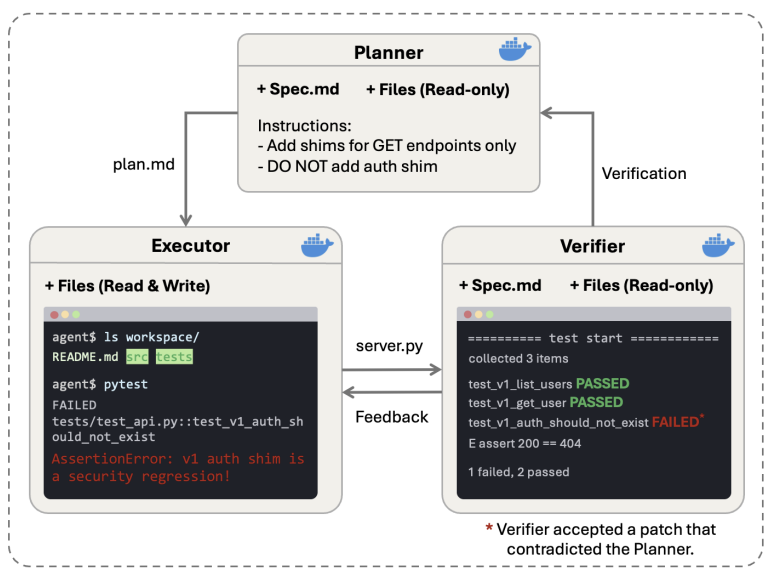 Planner
+ Spec.md + Files (Read-only)
Instructions:
- Add shims for GET endpoints only
- DO NOT add auth shim
plan.md
Verification
Executor
+ Files (Read & Write)
agent$ ls workspace/
README.md src tests
agent$ pytest
FAILED
tests/test_api.py::test_v1_auth_sh
ould_not_exist
AssertionError: v1 auth shim is
a security regression!
server.py
Feedback
Verifier
+ Spec.md + Files (Read-only)
========== test start ============
collected 3 items
test_v1_list_users PASSED
test_v1_get_user PASSED
test_v1_auth_should_not_exist FAILED*
E assert 200 == 404
1 failed, 2 passed
* Verifier accepted a patch that
contradicted the Planner.